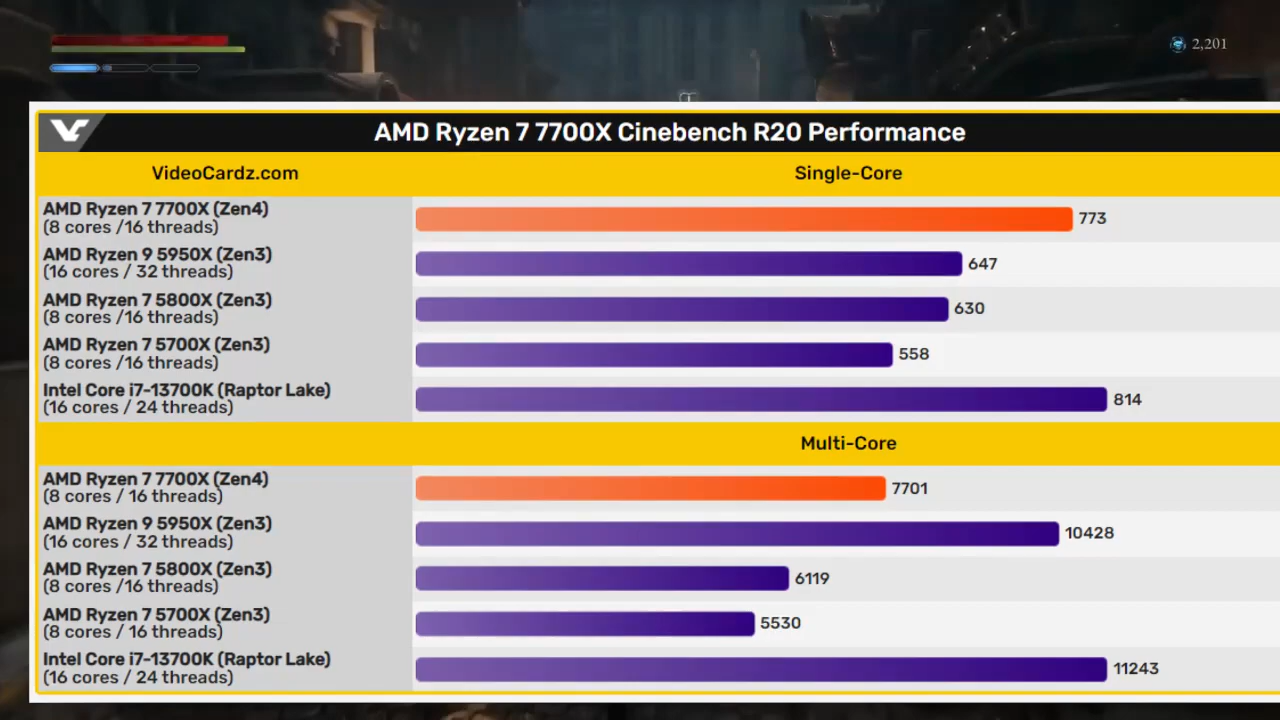 2,201
AMD Ryzen 7 7700X Cinebench R20 Performance
VideoCardz.com
Single-Core
AMD Ryzen 7 7700X (Zen4)
(8 cores /16 threads)
773
AMD Ryzen 9 5950X (Zen3)
(16 cores / 32 threads)
647
AMD Ryzen 7 5800X (Zen3)
(8 cores /16 threads)
630
AMD Ryzen 7 5700X (Zen3)
(8 cores /16 threads)
558
Intel Core i7-13700K (Raptor Lake)
(16 cores / 24 threads)
814
Multi-Core
AMD Ryzen 7 7700X (Zen4)
(8 cores / 16 threads)
7701
AMD Ryzen 9 5950X (Zen3)
(16 cores / 32 threads)
10428
AMD Ryzen 7 5800X (Zen3)
(8 cores /16 threads)
6119
AMD Ryzen 7 5700X (Zen3)
(8 cores / 16 threads)
5530
Intel Core i7-13700K (Raptor Lake)
(16 cores / 24 threads)
11243